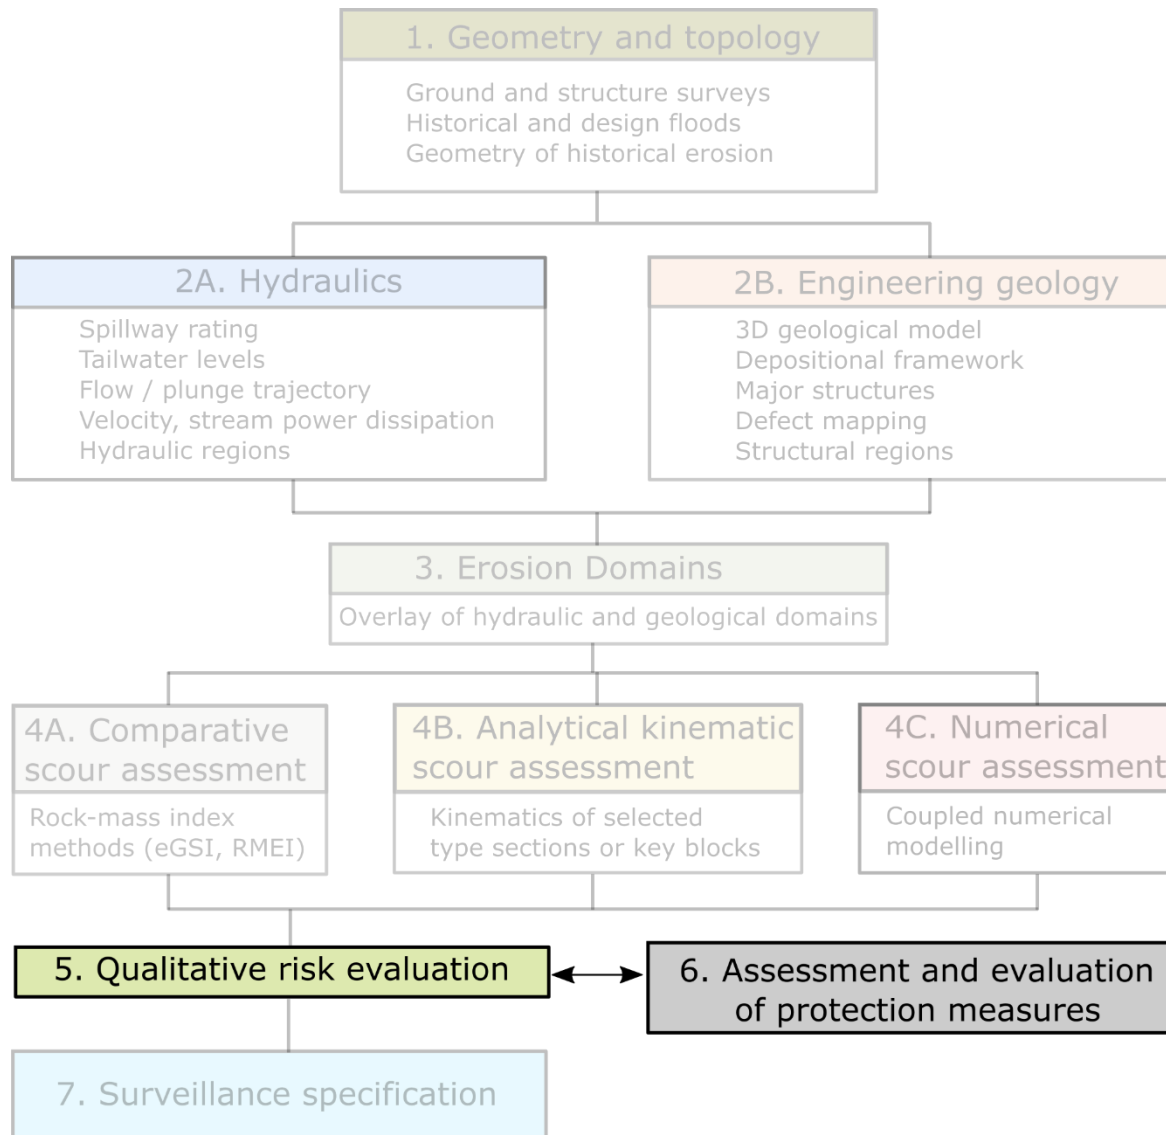 1. Geometry and topology
Ground and structure surveys
Historical and design floods
Geometry of historical erosion
2A. Hydraulics
Spillway rating
Tailwater levels
Flow / plunge trajectory
Velocity, stream power dissipation
Hydraulic regions
2B. Engineering geology
3D geological model
Depositional framework
Major structures
Defect mapping
Structural regions
3. Erosion Domains
Overlay of hydraulic and geological domains
4A. Comparative
scour assessment
Rock-mass index
methods (eGSI, RMEI)
4B. Analytical kinematic
scour assessment
Kinematics of selected
type sections or key blocks
4C. Numerical
scour assessment
Coupled numerical
modelling
5. Qualitative risk evaluation
6. Assessment and evaluation
of protection measures
7. Surveillance specification